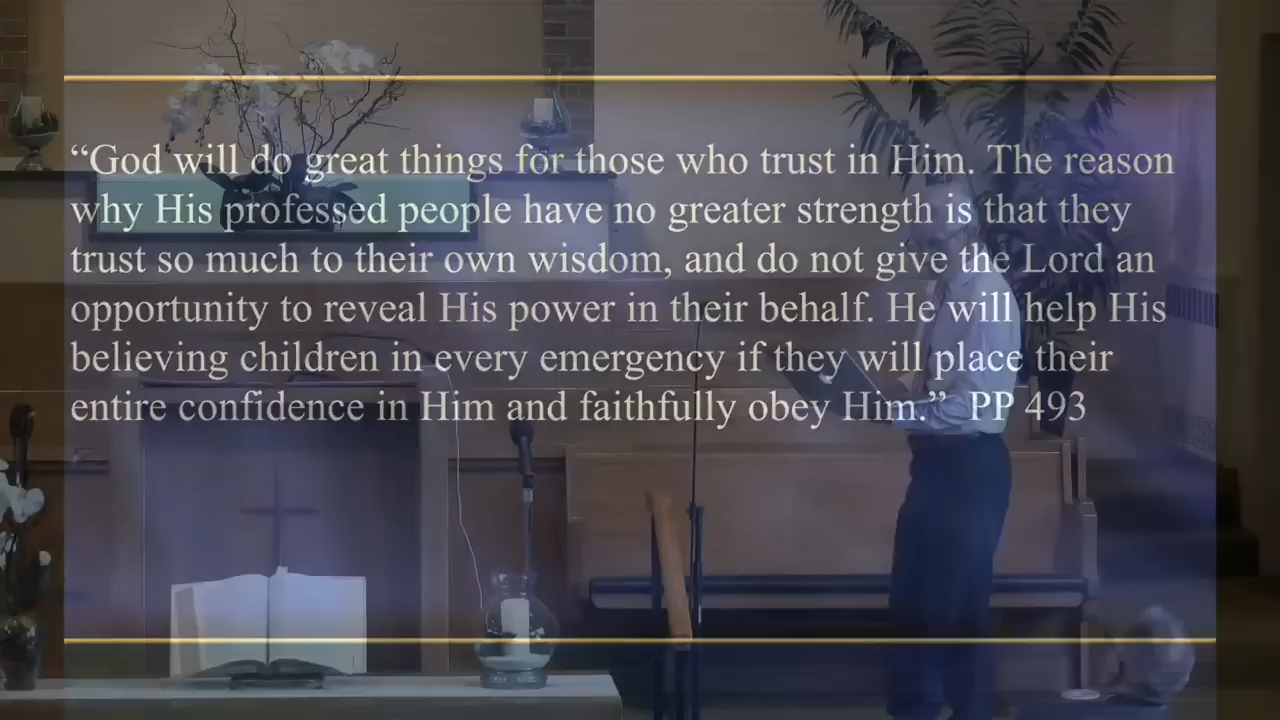 “God will do great things for those who trust in Him. The reason
why His professed people have no greater strength is that they
trust so much to their own wisdom, and do not give the Lord an
opportunity to reveal His power in their behalf. He will help His
believing children in every emergency if they will place their
entire confidence in Him and faithfully obey Him.” PP 493